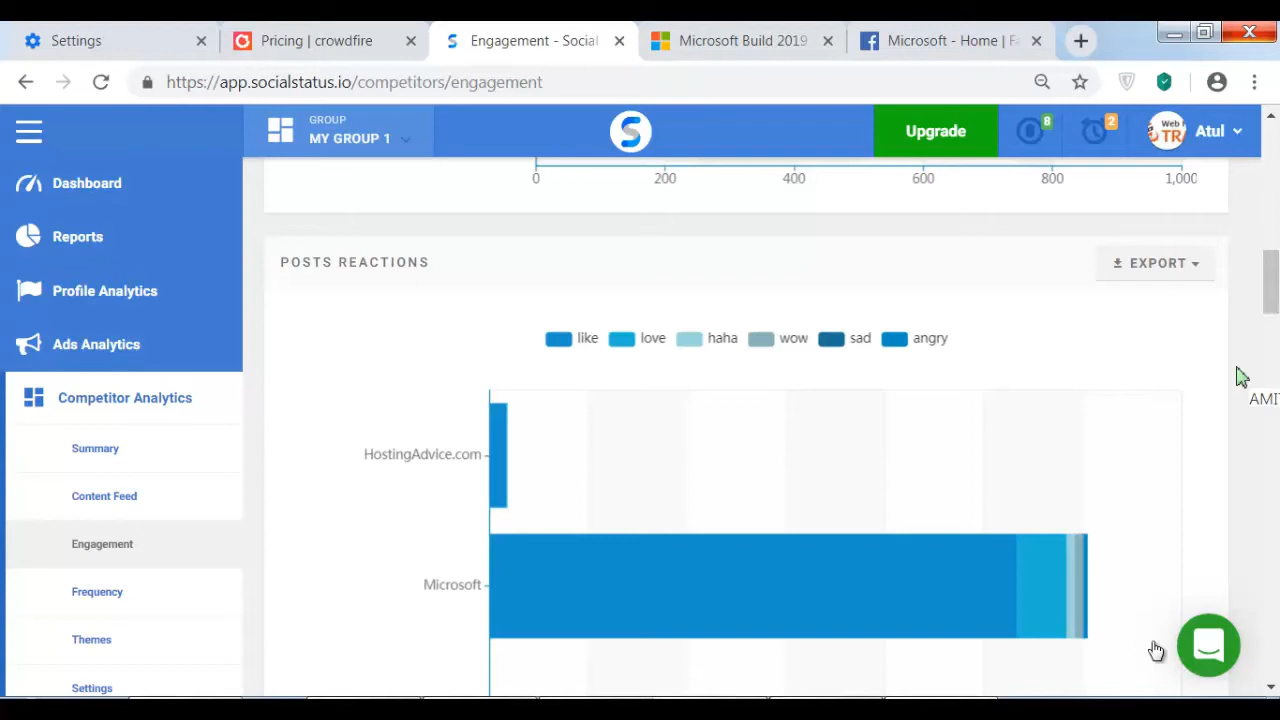 Settings
Pricing | crowdfire
Engagement - Social
Microsoft Build 2019
Microsoft - Home | F
https://app.socialstatus.io/competitors/engagement
GROUP
MY GROUP 1
Upgrade
8
2
Web
TR
Atul
Dashboard
Reports
Profile Analytics
Ads Analytics
Competitor Analytics
Summary
Content Feed
Engagement
Frequency
Themes
Settings
0 200 400 600 800 1,000
POSTS REACTIONS
EXPORT
like love haha wow sad angry
HostingAdvice.com
Microsoft
AMI